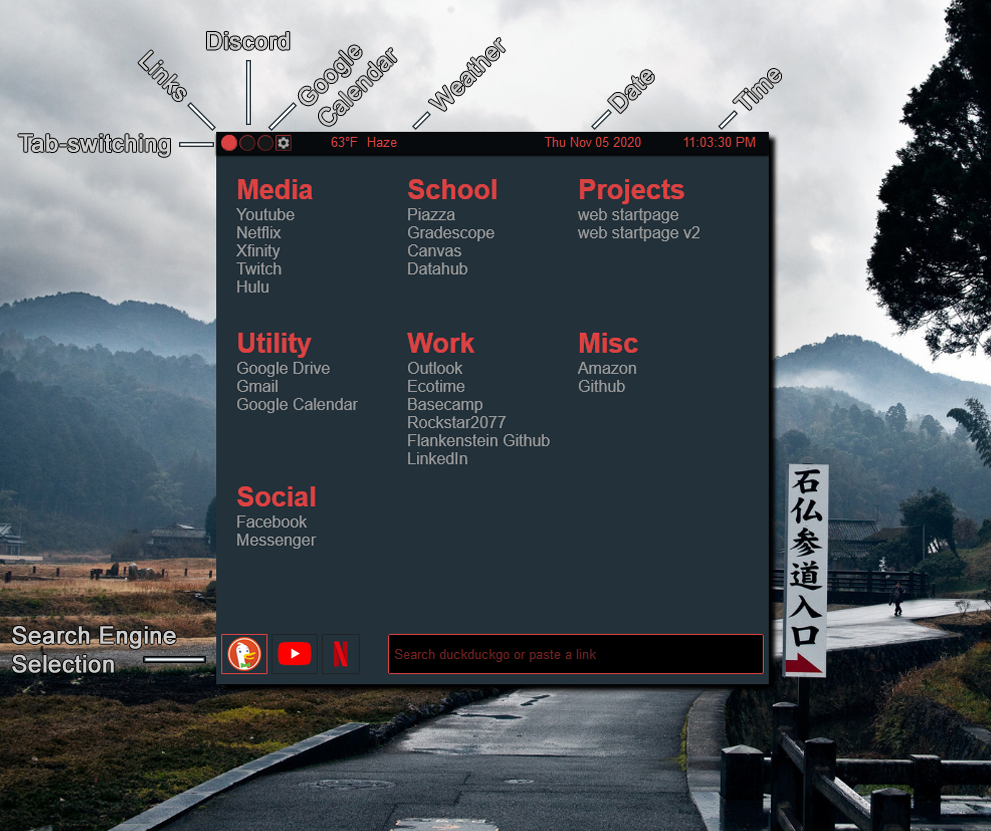 Discord
Links
Google
Calendar
Weather
Date
Time
Tab-switching
63°F Haze
Thu Nov 05 2020
11:03:30 PM
Media
Youtube
Netflix
Xfinity
Twitch
Hulu
School
Piazza
Gradescope
Canvas
Datahub
Projects
web startpage
web startpage v2
Utility
Google Drive
Gmail
Google Calendar
Work
Outlook
Ecotime
Basecamp
Rockstar2077
Flankenstein Github
LinkedIn
Misc
Amazon
Github
Social
Facebook
Messenger
石仏参道入口
Search Engine
Selection
N
Search duckduckgo or paste a link